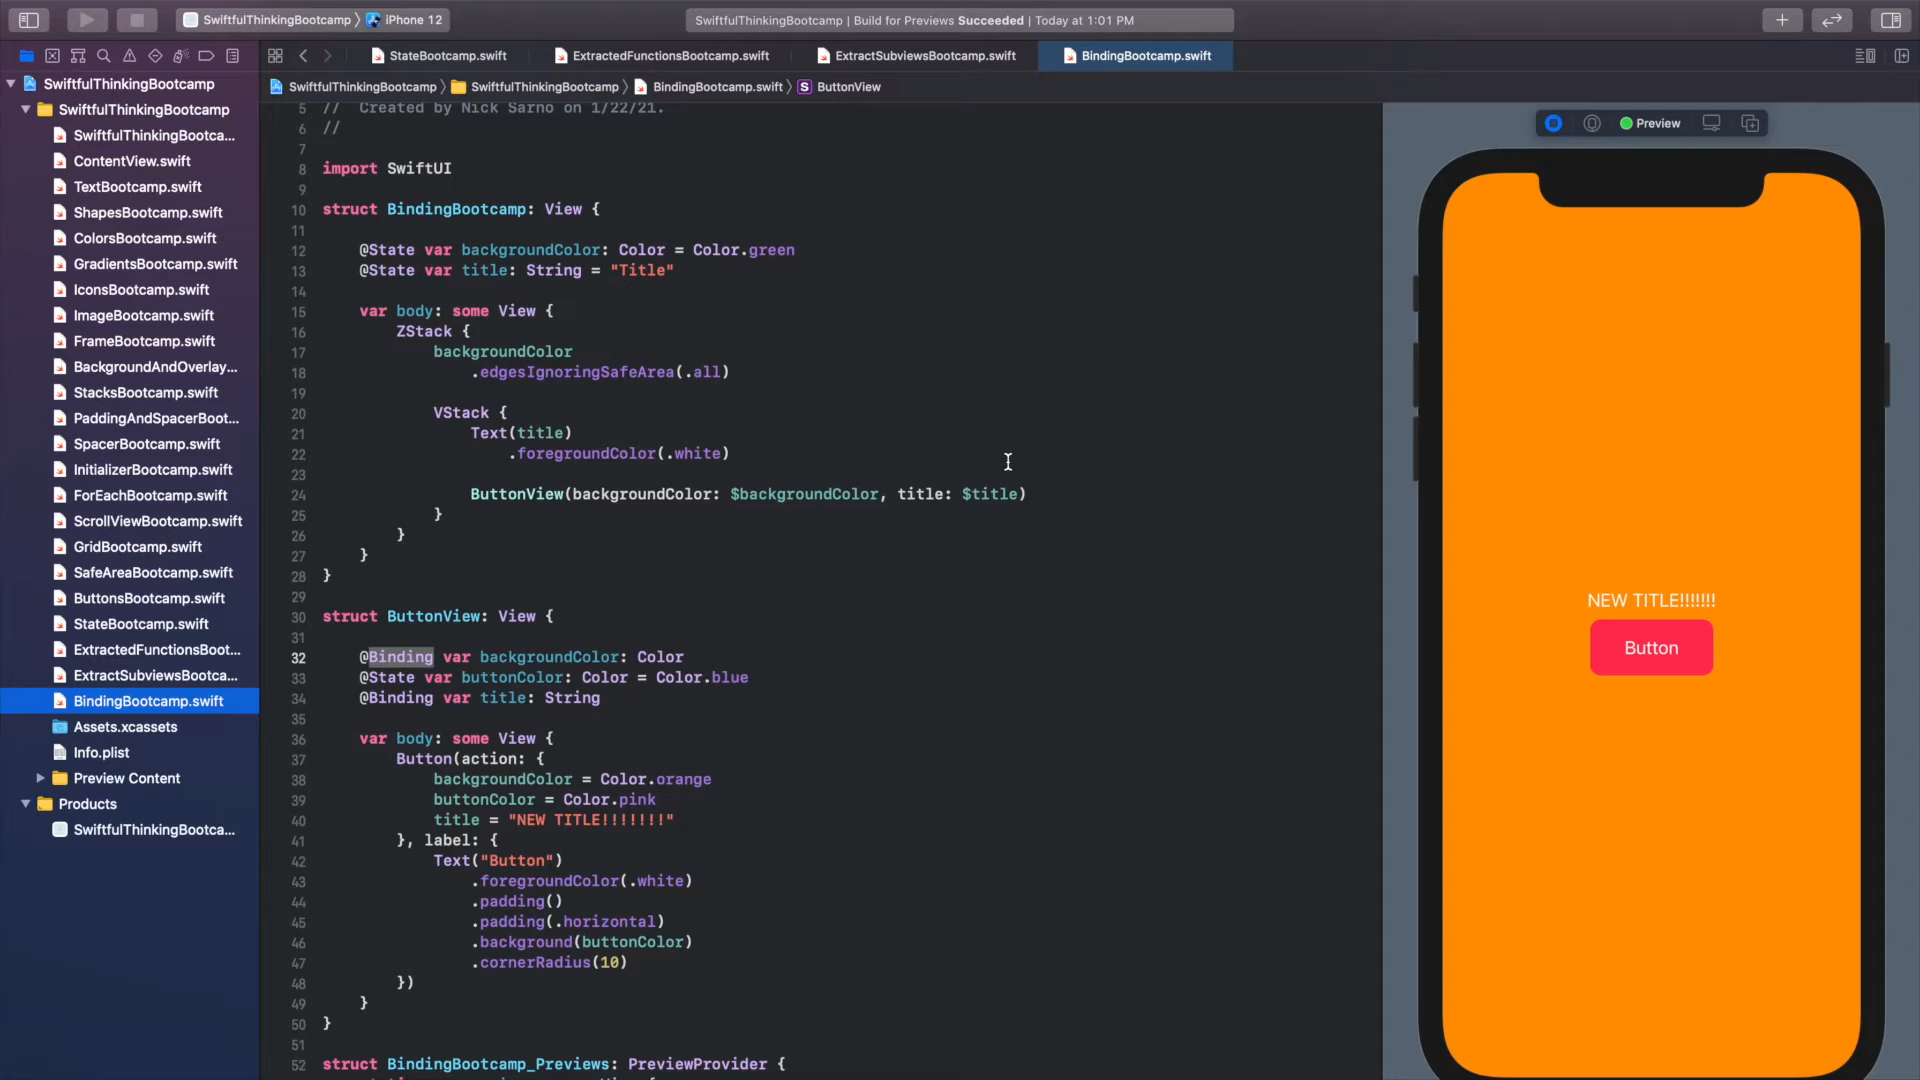 SwiftfulThinkingBootcamp 〉 iPhone 12
SwiftfulThinkingBootcamp | Build for Previews Succeeded | Today at 1:01 PM
StateBootcamp.swift
ExtractedFunctionsBootcamp.swift
ExtractSubviewsBootcamp.swift
BindingBootcamp.swift
SwiftfulThinkingBootcamp 〉 SwiftfulThinkingBootcamp 〉 BindingBootcamp.swift 〉 S ButtonView
SwiftfulThinkingBootcamp
SwiftfulThinkingBootcamp
SwiftfulThinkingBootca...
ContentView.swift
TextBootcamp.swift
ShapesBootcamp.swift
ColorsBootcamp.swift
GradientsBootcamp.swift
IconsBootcamp.swift
ImageBootcamp.swift
FrameBootcamp.swift
BackgroundAndOverlay...
StacksBootcamp.swift
PaddingAndSpacerBoot...
SpacerBootcamp.swift
InitializerBootcamp.swift
ForEachBootcamp.swift
ScrollViewBootcamp.swift
GridBootcamp.swift
SafeAreaBootcamp.swift
ButtonsBootcamp.swift
StateBootcamp.swift
ExtractedFunctionsBoot...
ExtractSubviewsBootca...
BindingBootcamp.swift
Assets.xcassets
Info.plist
Preview Content
Products
SwiftfulThinkingBootca...
5 //  Created by Nick Sarno on 1/22/21.
6 //
7
8 import SwiftUI
9
10 struct BindingBootcamp: View {
11
12     @State var backgroundColor: Color = Color.green
13     @State var title: String = "Title"
14
15     var body: some View {
16         ZStack {
17             backgroundColor
18                 .edgesIgnoringSafeArea(.all)
19
20             VStack {
21                 Text(title)
22                     .foregroundColor(.white)
23
24                 ButtonView(backgroundColor: $backgroundColor, title: $title)
25             }
26         }
27     }
28 }
29
30 struct ButtonView: View {
31
32     @Binding var backgroundColor: Color
33     @State var buttonColor: Color = Color.blue
34     @Binding var title: String
35
36     var body: some View {
37         Button(action: {
38             backgroundColor = Color.orange
39             buttonColor = Color.pink
40             title = "NEW TITLE!!!!!!!"
41         }, label: {
42             Text("Button")
43                 .foregroundColor(.white)
44                 .padding()
45                 .padding(.horizontal)
46                 .background(buttonColor)
47                 .cornerRadius(10)
48         })
49     }
50 }
51
52 struct BindingBootcamp_Previews: PreviewProvider {
Preview
NEW TITLE!!!!!!!
Button